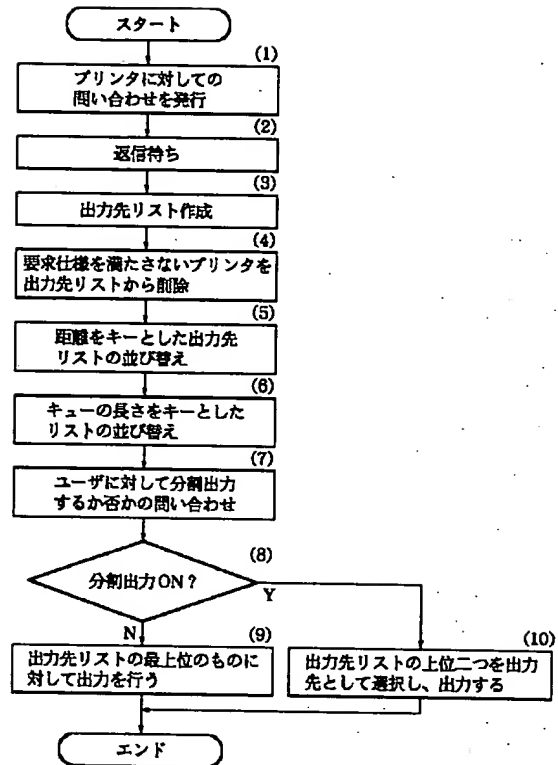 スタート
(1)
プリンタに対しての
問い合わせを発行
(2)
返信待ち
(3)
出力先リスト作成
(4)
要求仕様を満たさないプリンタを
出力先リストから削除
(5)
距離をキーとした出力先
リストの並び替え
(6)
キューの長さをキーとした
リストの並び替え
(7)
ユーザに対して分割出力
するか否かの問い合わせ
(8)
分割出力ON?
Y
N
(9)
出力先リストの最上位のものに
対して出力を行う
(10)
出力先リストの上位二つを出力
先として選択し、出力する
エンド